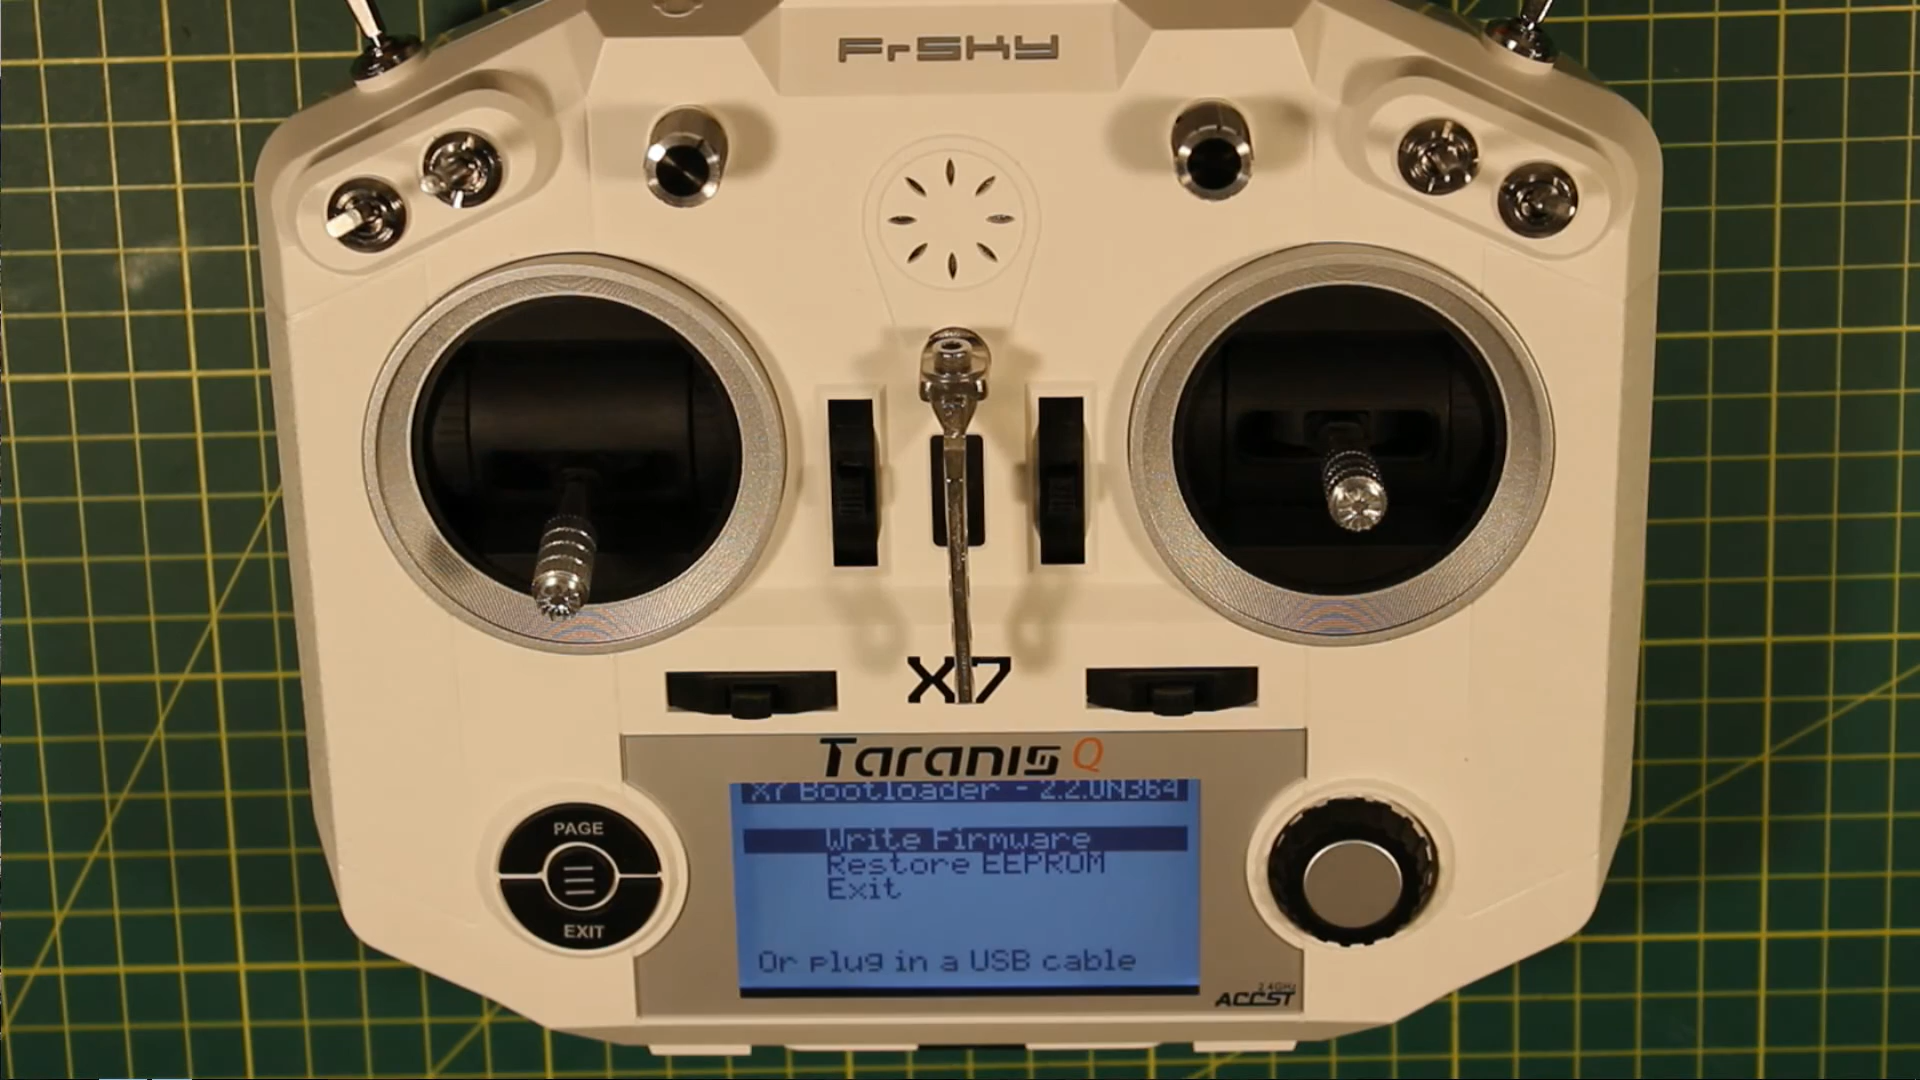 FrSKY
X7
Taranis Q
X7 Bootloader - 2.2.0N364
Write Firmware
Restore EEPROM
Exit
Or plug in a USB cable
PAGE
EXIT
2.4GHz
ACCST